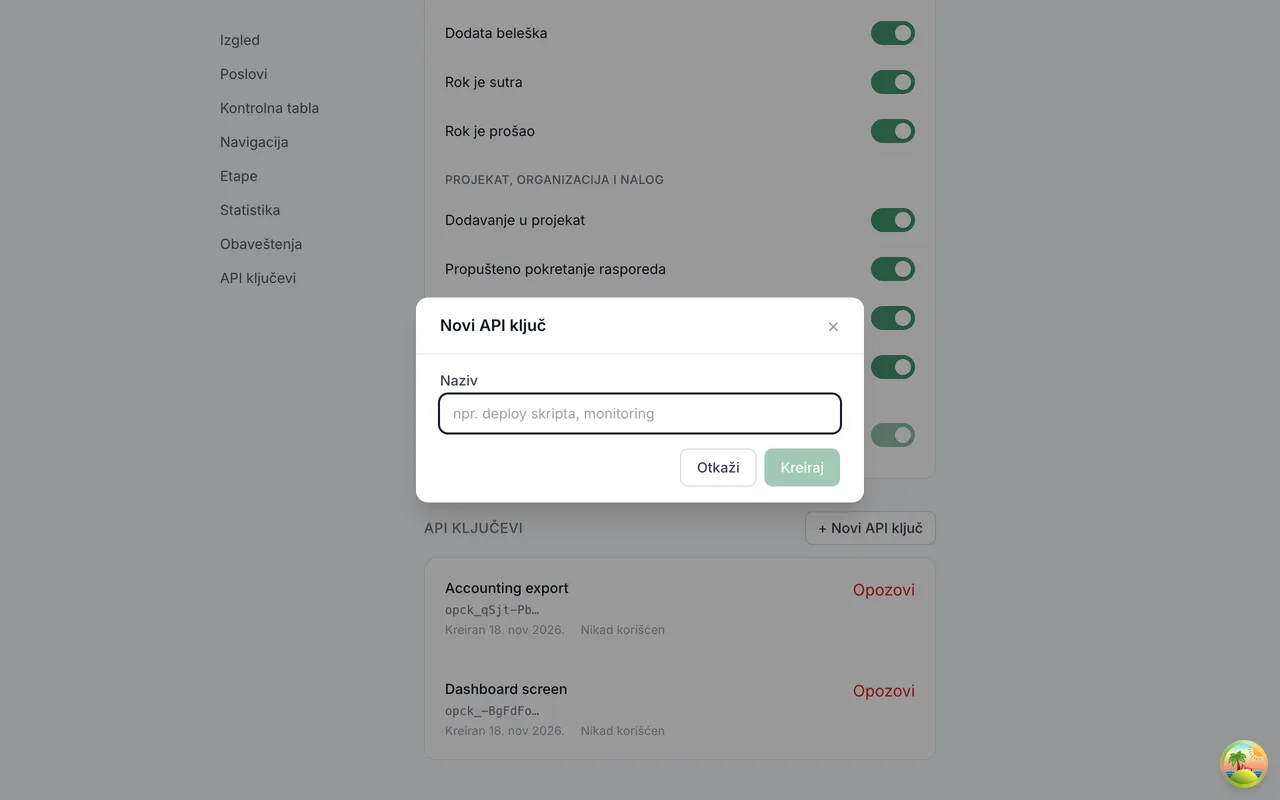 Izgled
Poslovi
Kontrolna tabla
Navigacija
Etape
Statistika
Obaveštenja
API ključevi
Dodata beleška
Rok je sutra
Rok je prošao
PROJEKAT, ORGANIZACIJA I NALOG
Dodavanje u projekat
Propušteno pokretanje rasporeda
Novi API ključ
×
Naziv
npr. deploy skripta, monitoring
Otkaži
Kreiraj
API KLJUČEVI
+ Novi API ključ
Accounting export
Opozovi
opck_qSjt-Pb…
Kreiran 18. nov 2026. Nikad korišćen
Dashboard screen
Opozovi
opck_-BgFdFo…
Kreiran 18. nov 2026. Nikad korišćen